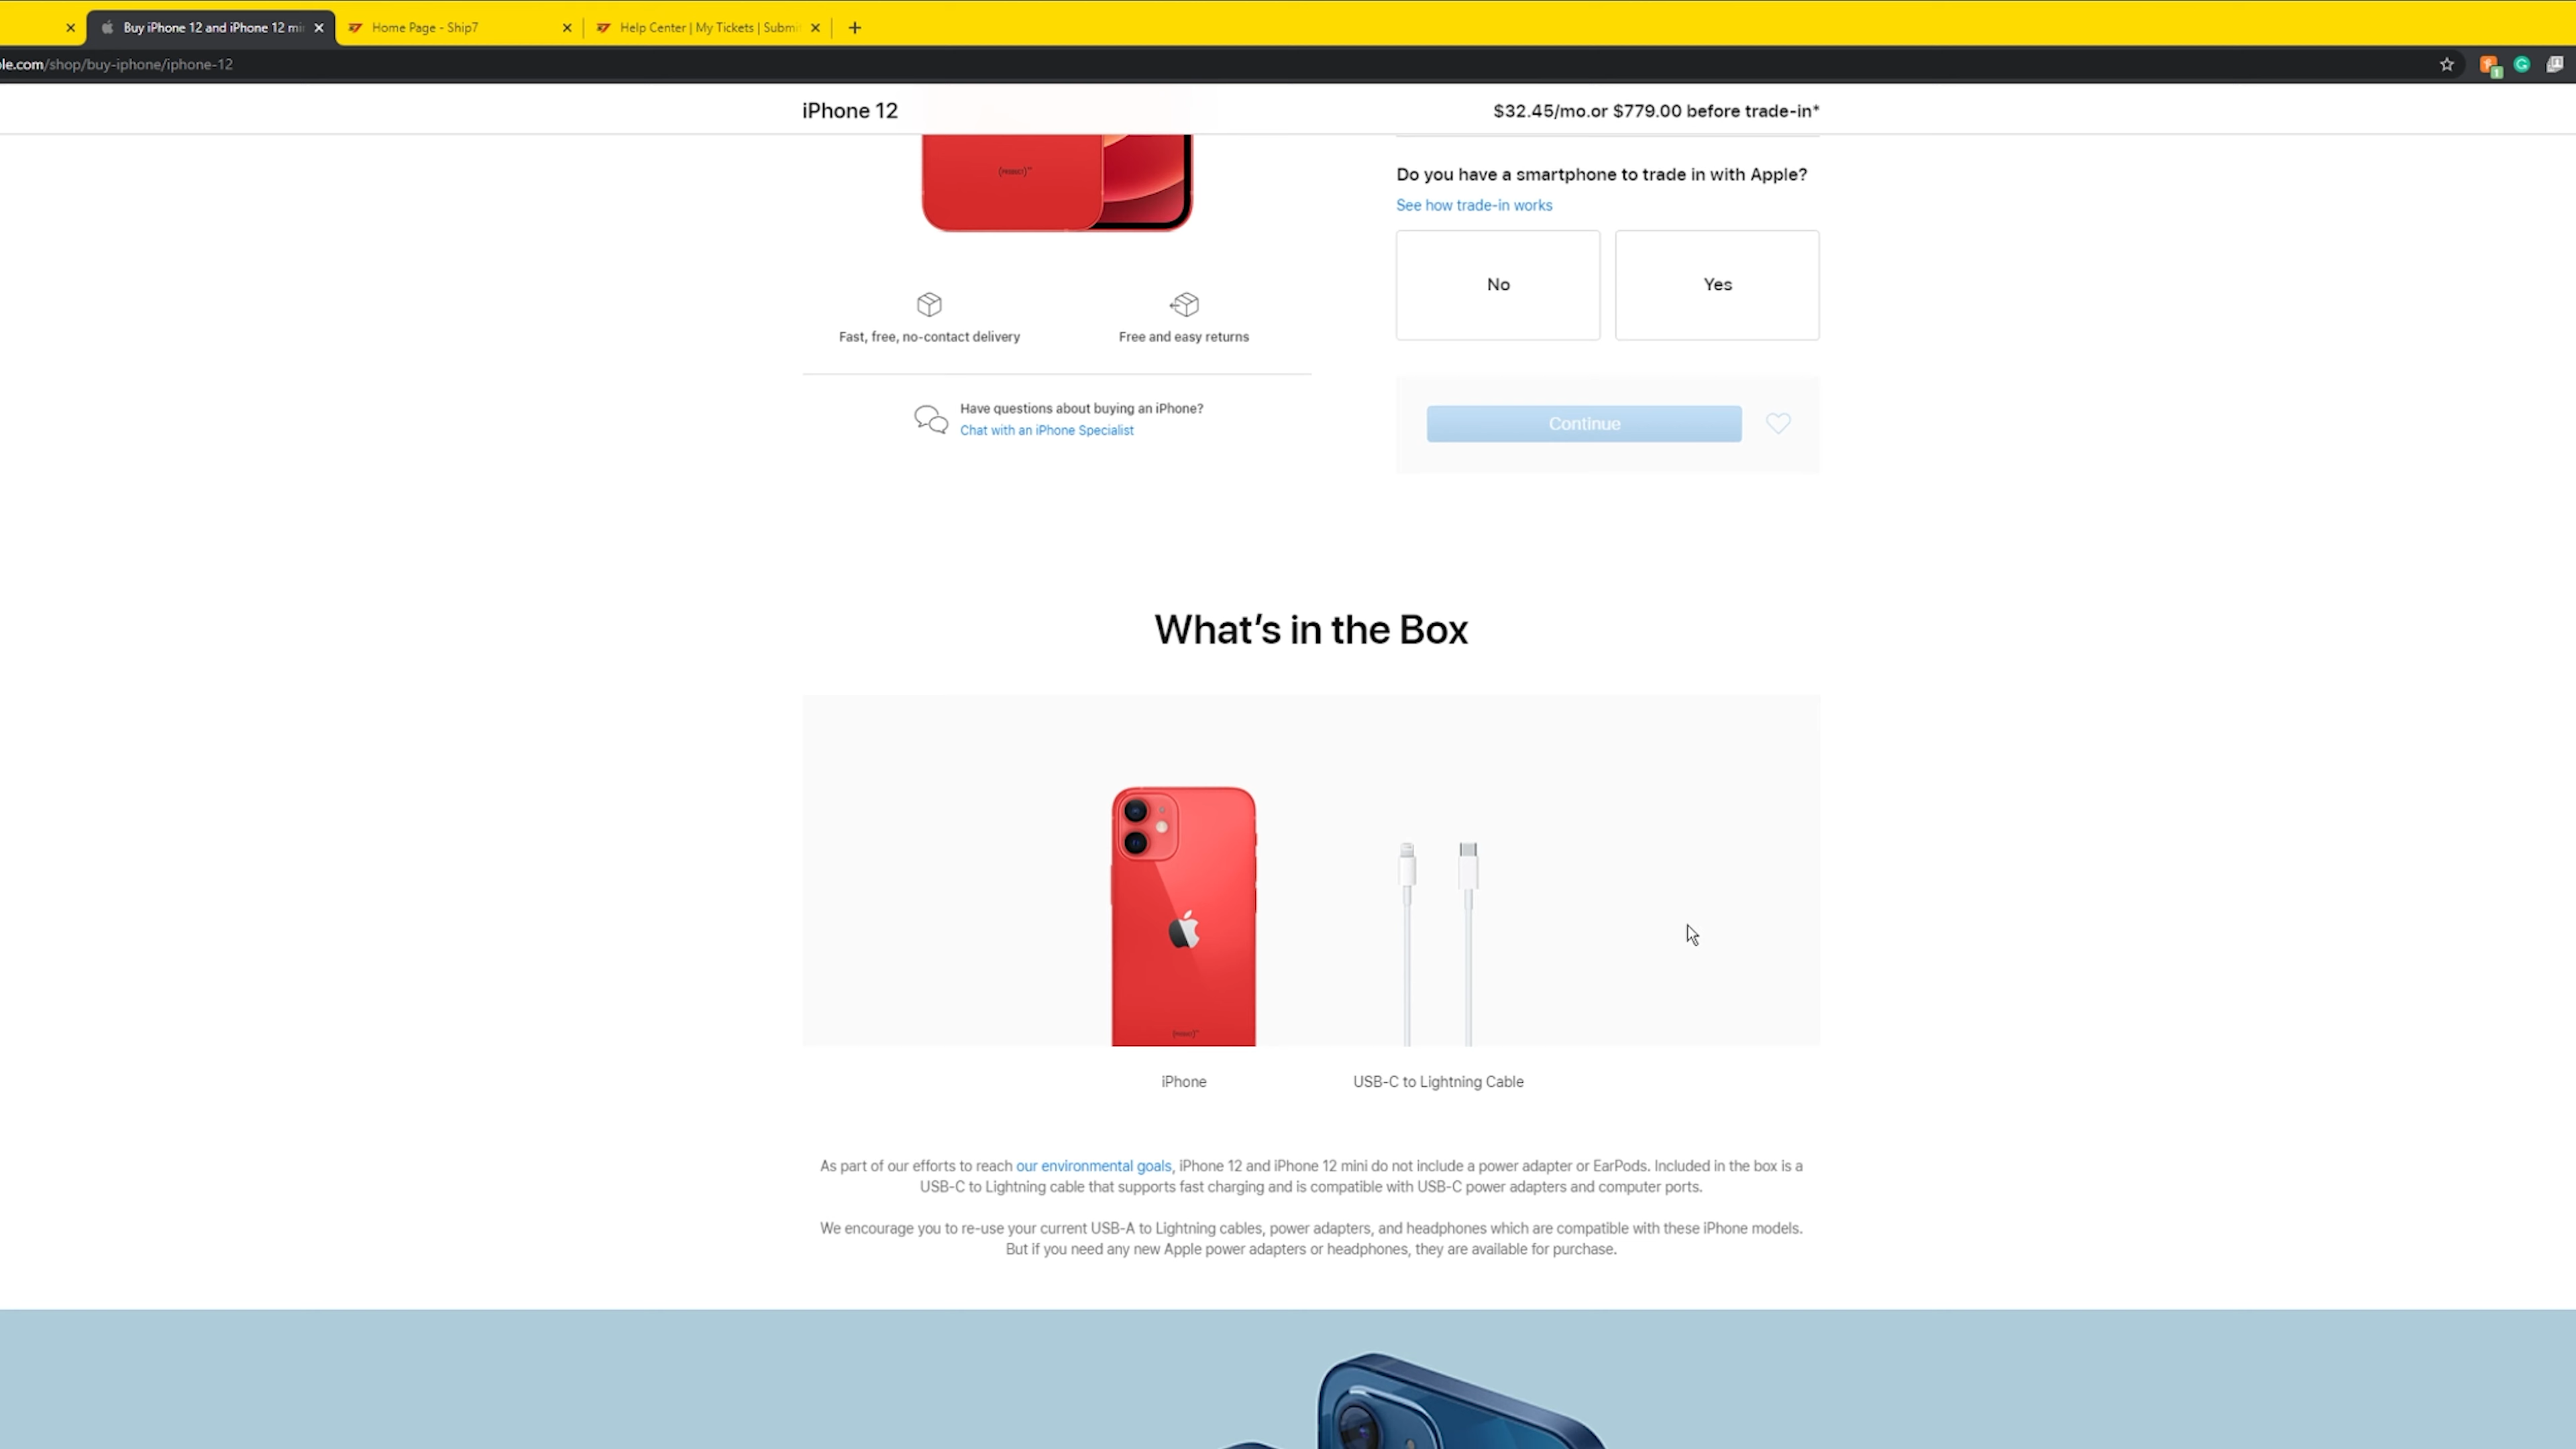 Buy iPhone 12 and iPhone 12 mi
Home Page - Ship7
Help Center | My Tickets | Submi
le.com/shop/buy-iphone/iphone-12
iPhone 12
$32.45/mo.or $779.00 before trade-in*
(PRODUCT)™
Do you have a smartphone to trade in with Apple?
See how trade-in works
No
Yes
Fast, free, no-contact delivery
Free and easy returns
Have questions about buying an iPhone?
Chat with an iPhone Specialist
Continue
What’s in the Box
(PRODUCT)™
iPhone
USB-C to Lightning Cable
As part of our efforts to reach our environmental goals, iPhone 12 and iPhone 12 mini do not include a power adapter or EarPods. Included in the box is a
USB-C to Lightning cable that supports fast charging and is compatible with USB-C power adapters and computer ports.
We encourage you to re-use your current USB-A to Lightning cables, power adapters, and headphones which are compatible with these iPhone models.
But if you need any new Apple power adapters or headphones, they are available for purchase.